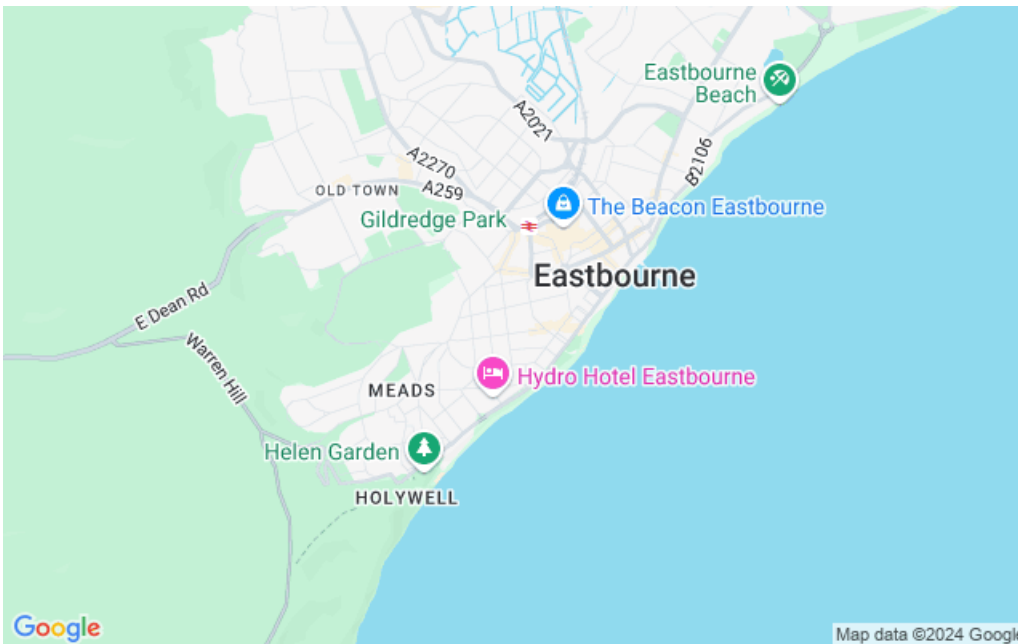 Eastbourne
Beach
A2021
B2106
A2270
OLD TOWN
A259
The Beacon Eastbourne
Gildredge Park
Eastbourne
E Dean Rd
Warren Hill
Hydro Hotel Eastbourne
MEADS
Helen Garden
HOLYWELL
Google
Map data ©2024 Google